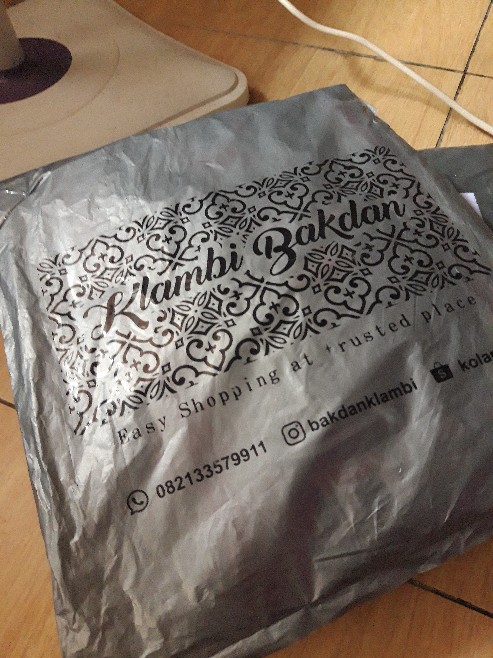 Klambi Bakdan
Easy Shopping at trusted place
082133579911 bakdanklambi